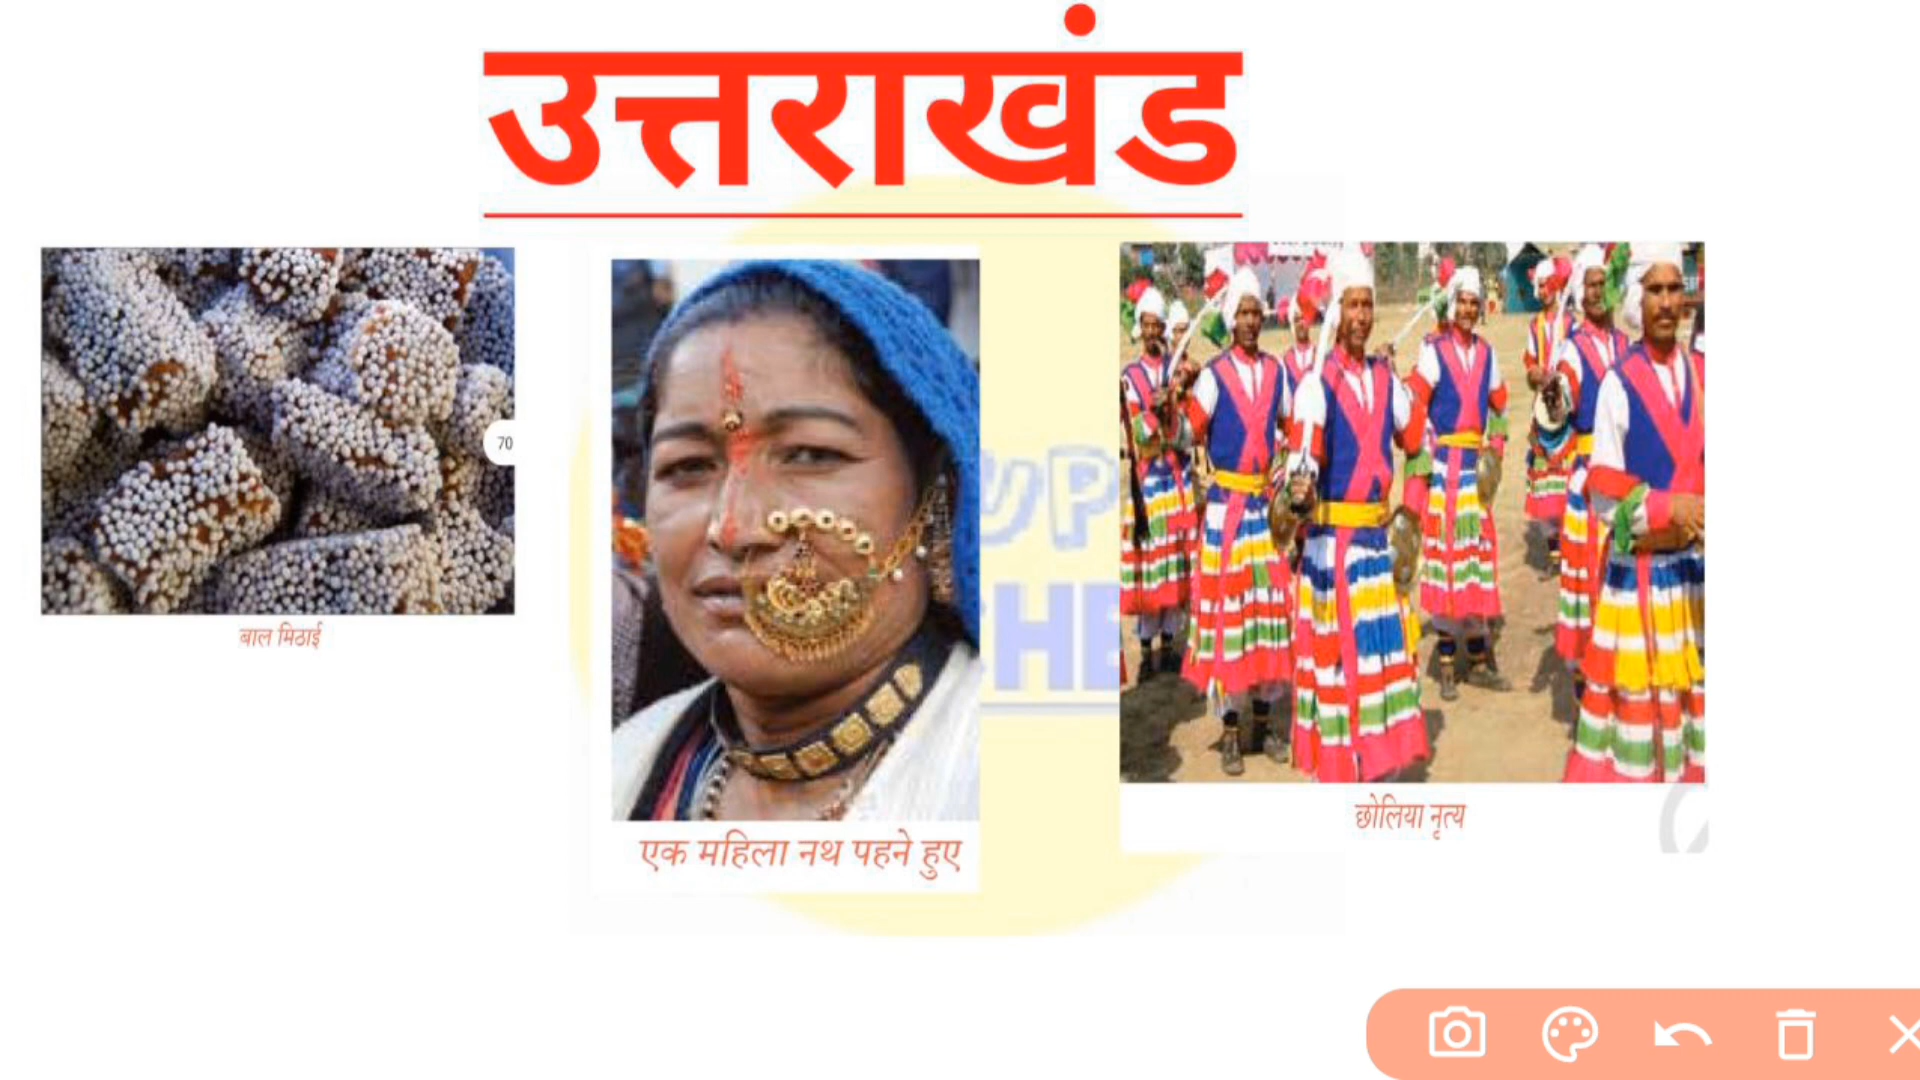 उत्तराखंड
70
बाल मिठाई
एक महिला नथ पहने हुए
छोलिया नृत्य